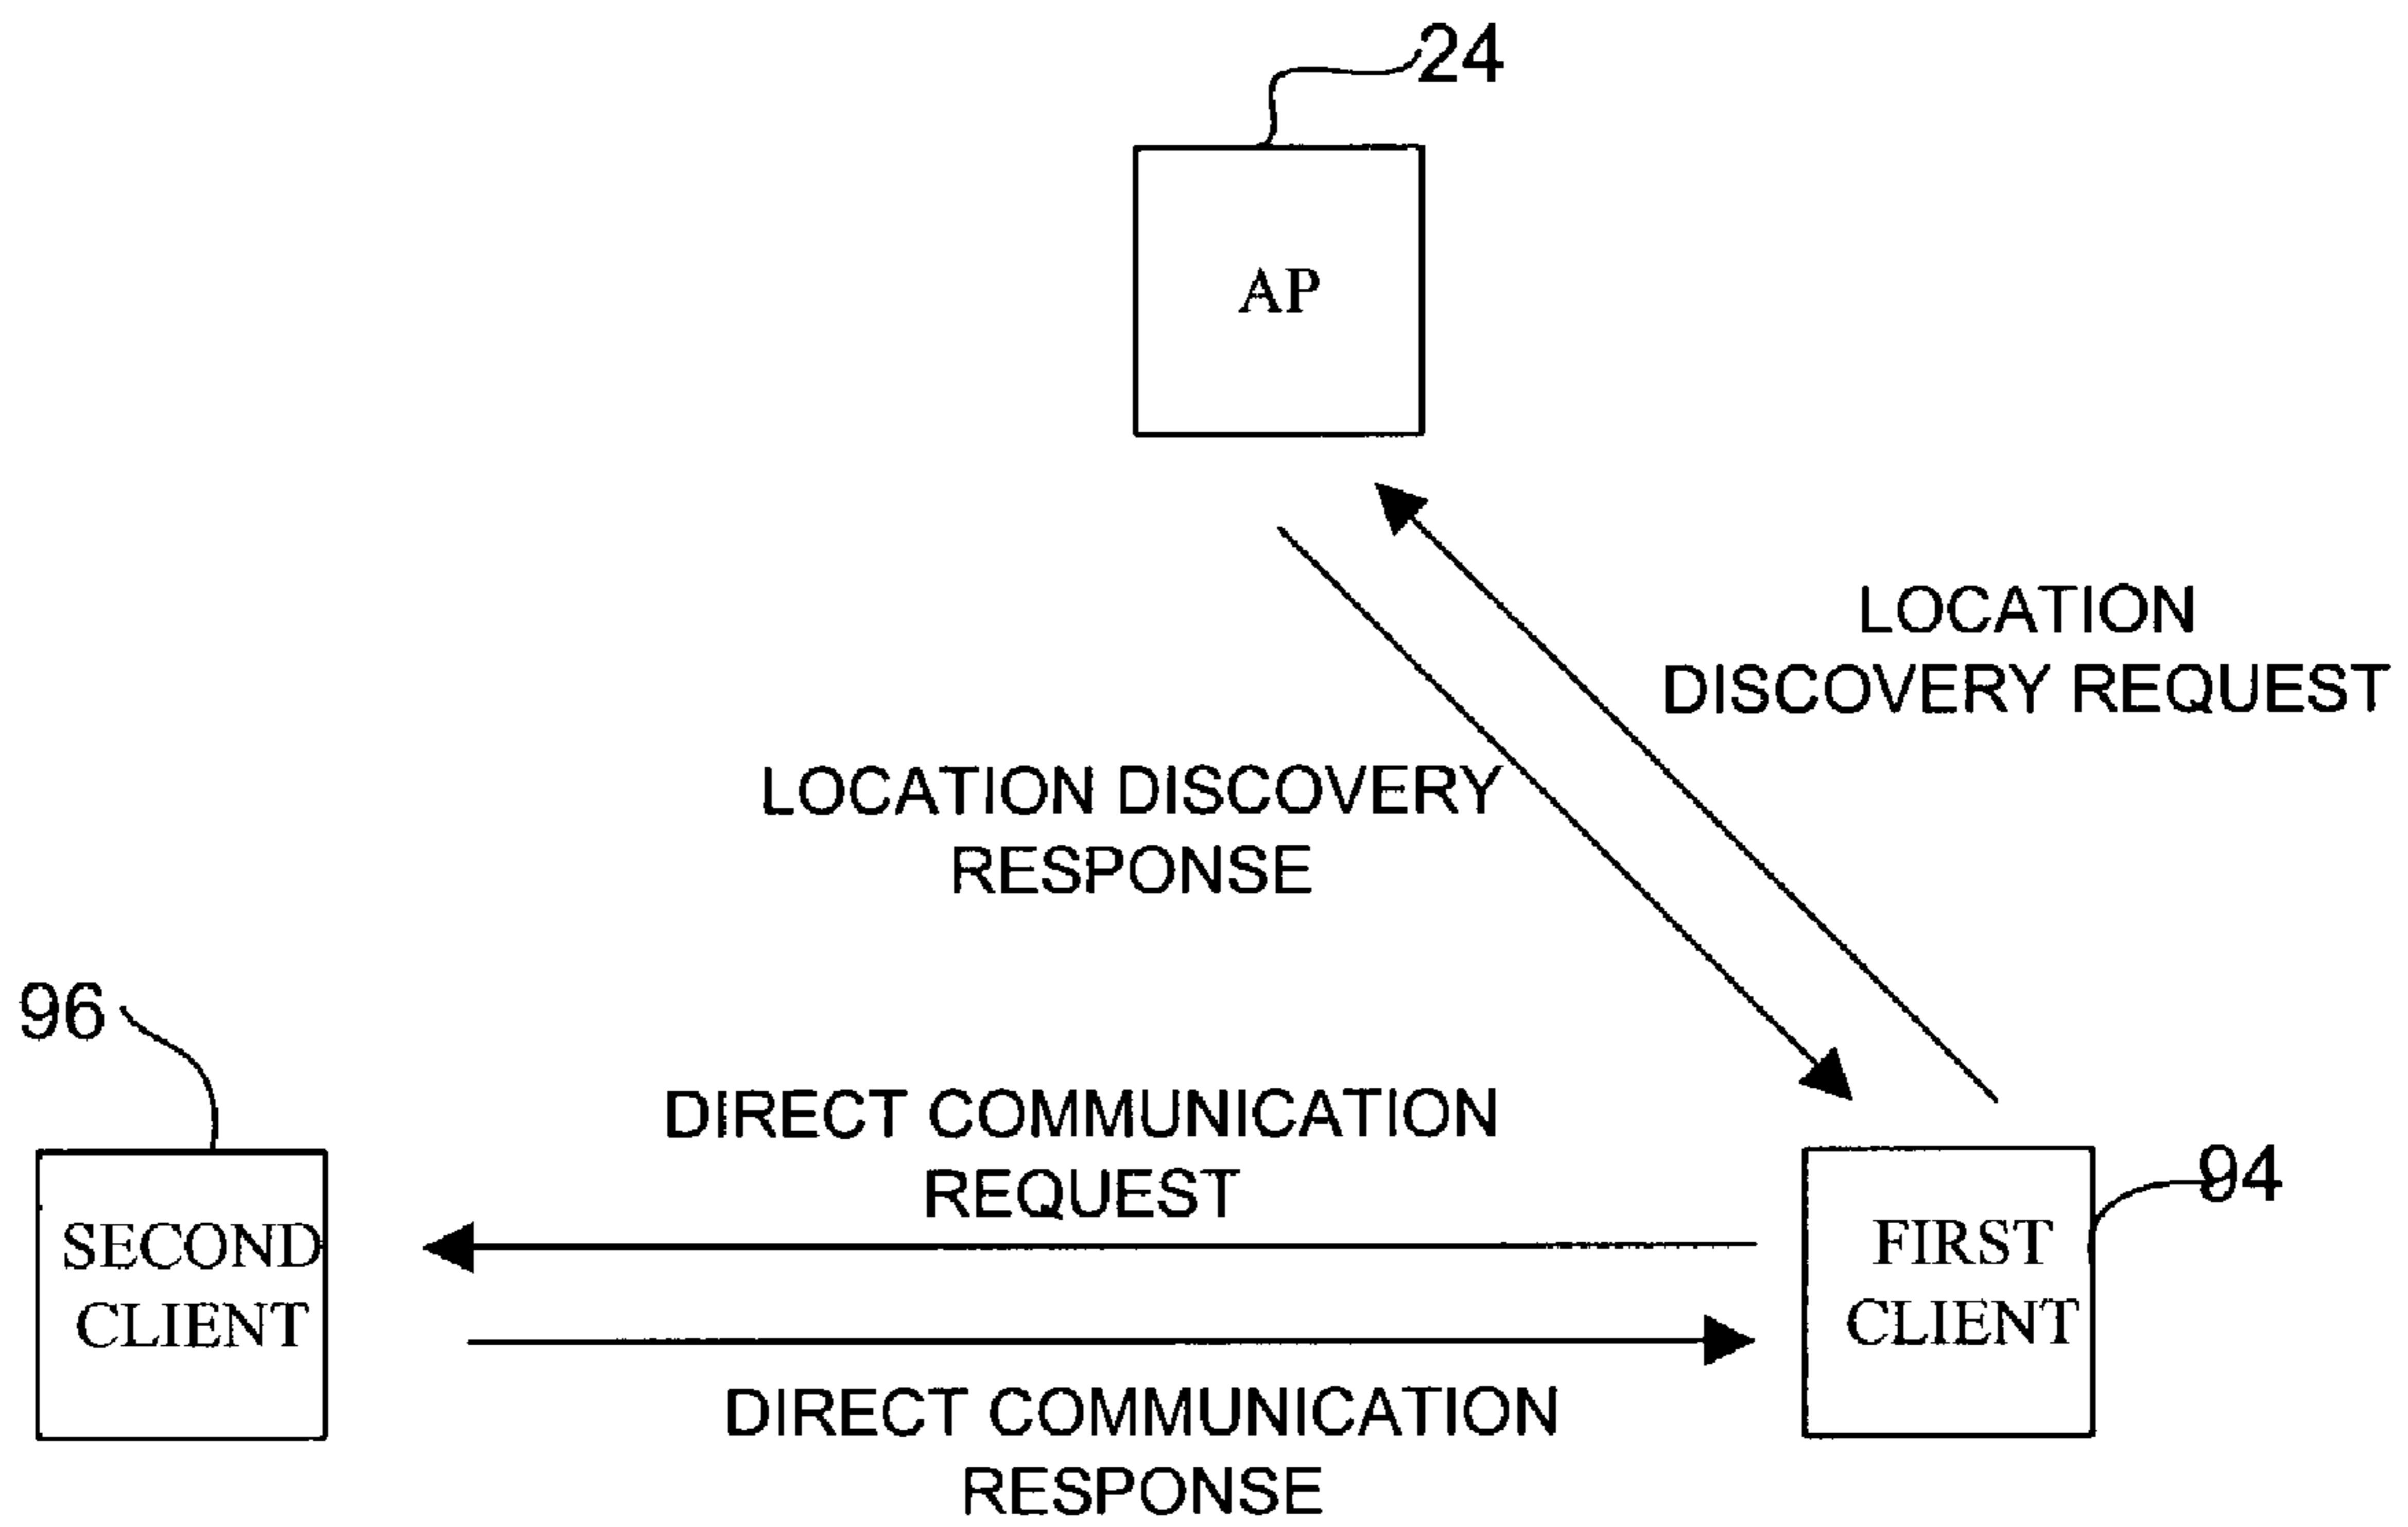 24
AP
LOCATION
DISCOVERY REQUEST
LOCATION DISCOVERY
RESPONSE
96
DIRECT COMMUNICATION
REQUEST
94
SECOND
CLIENT
FIRST
CLIENT
DIRECT COMMUNICATION
RESPONSE